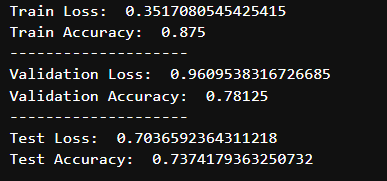 Train Loss:  0.3517080545425415
Train Accuracy:  0.875
--------------------
Validation Loss:  0.9609538316726685
Validation Accuracy:  0.78125
--------------------
Test Loss:  0.7036592364311218
Test Accuracy:  0.7374179363250732